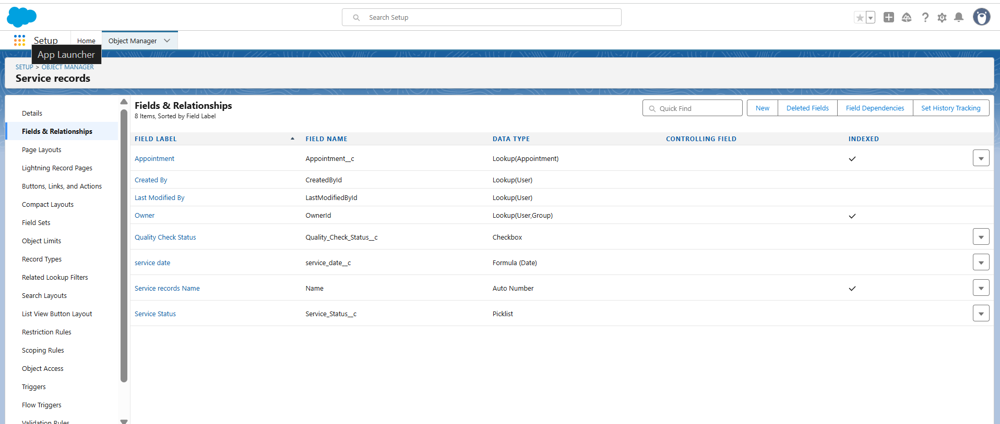 Search Setup
Setup Home Object Manager
App Launcher
SETUP > OBJECT MANAGER
Service records
Details
Fields & Relationships
Page Layouts
Lightning Record Pages
Buttons, Links, and Actions
Compact Layouts
Field Sets
Object Limits
Record Types
Related Lookup Filters
Search Layouts
List View Button Layout
Restriction Rules
Scoping Rules
Object Access
Triggers
Flow Triggers
Validation Rules
Fields & Relationships
8 Items, Sorted by Field Label
Quick Find New Deleted Fields Field Dependencies Set History Tracking
FIELD LABEL FIELD NAME DATA TYPE CONTROLLING FIELD INDEXED
Appointment Appointment__c Lookup(Appointment)
Created By CreatedById Lookup(User)
Last Modified By LastModifiedById Lookup(User)
Owner OwnerId Lookup(User,Group)
Quality Check Status Quality_Check_Status__c Checkbox
service date service_date__c Formula (Date)
Service records Name Name Auto Number
Service Status Service_Status__c Picklist